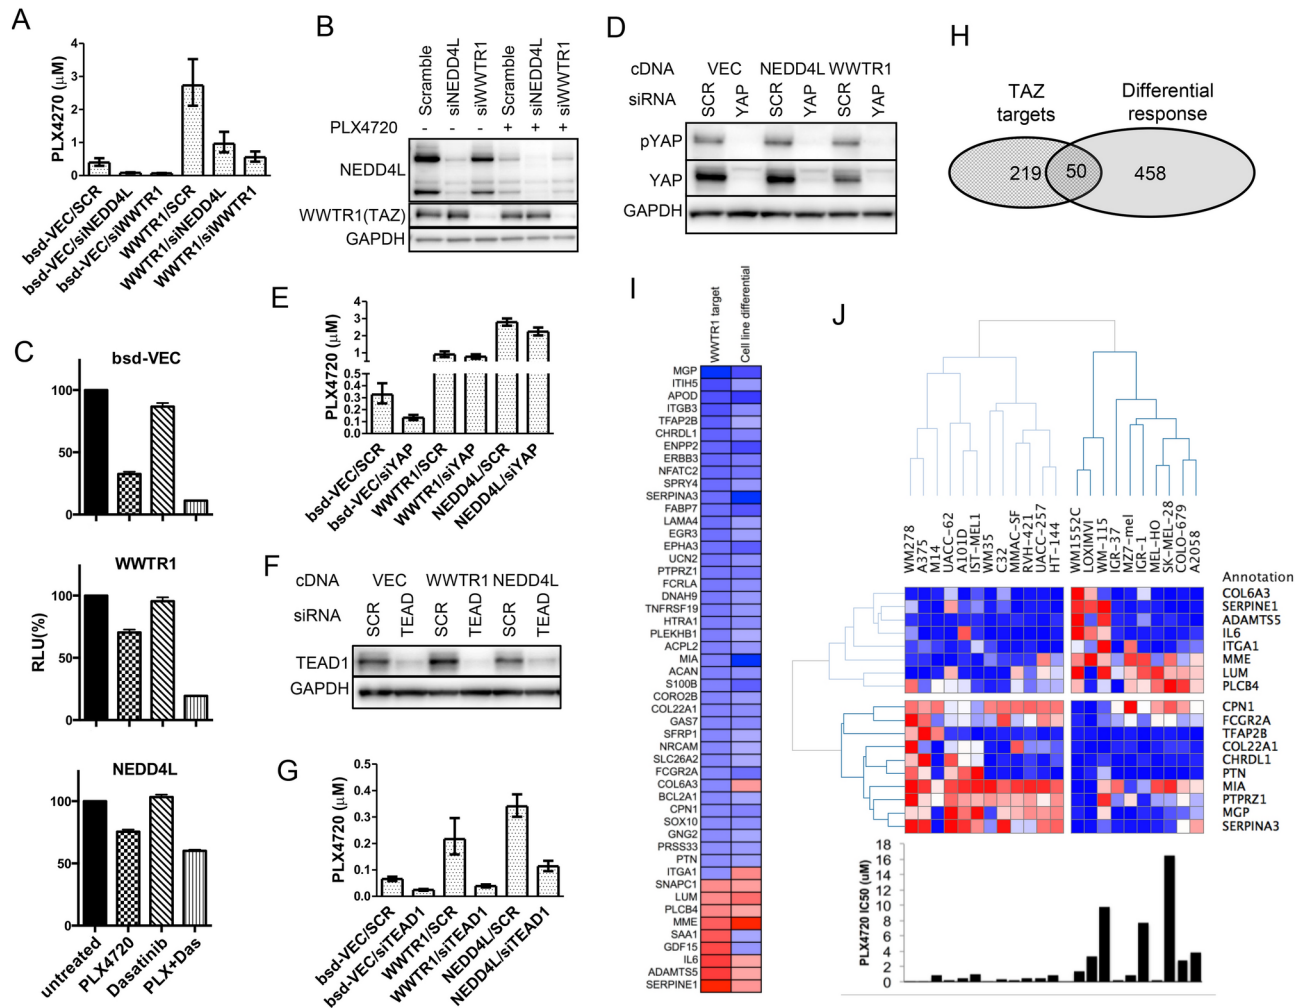 A
PLX4270 (µM)
4
3
2
1
0
bsd-VEC/SCR
bsd-VEC/siNEDD4L
bsd-VEC/siWWTR1
WWTR1/SCR
WWTR1/siNEDD4L
WWTR1/siWWTR1
B
Scramble
siNEDD4L
siWWTR1
Scramble
siNEDD4L
siWWTR1
PLX4720 - - - + + +
NEDD4L
WWTR1(TAZ)
GAPDH
C
bsd-VEC
100
50
0
WWTR1
RLU(%)
100
50
0
NEDD4L
100
50
0
untreated
PLX4720
Dasatinib
PLX+Das
D
cDNA VEC NEDD4L WWTR1
siRNA SCR YAP SCR YAP SCR YAP
pYAP
YAP
GAPDH
E
PLX4720 (µM)
4
3
2
1
0.5
0.4
0.3
0.2
0.1
0.0
bsd-VEC/SCR
bsd-VEC/siYAP
WWTR1/SCR
WWTR1/siYAP
NEDD4L/SCR
NEDD4L/siYAP
F
cDNA VEC WWTR1 NEDD4L
siRNA SCR TEAD SCR TEAD SCR TEAD
TEAD1
GAPDH
G
PLX4720 (µM)
0.5
0.4
0.3
0.2
0.1
0.0
bsd-VEC/SCR
bsd-VEC/siTEAD1
WWTR1/SCR
WTR1/siTEAD1
NEDD4L/SCR
NEDD4L/siTEAD1
H
TAZ
targets
Differential
response
219 50 458
I
WWTR1 target
Cell line differential
MGP
ITIH5
APOD
ITGB3
TFAP2B
CHRDL1
ENPP2
ERBB3
NFATC2
SPRY4
SERPINA3
FABP7
LAMA4
EGR3
EPHA3
UCN2
PTPRZ1
FCRLA
DNAH9
TNFRSF19
HTRA1
PLEKHB1
ACPL2
MIA
ACAN
S100B
CORO2B
COL22A1
GAS7
SFRP1
NRCAM
SLC26A2
FCGR2A
COL6A3
BCL2A1
CPN1
SOX10
GNG2
PRSS33
PTN
ITGA1
SNAPC1
LUM
PLCB4
MME
SAA1
GDF15
IL6
ADAMTS5
SERPINE1
J
WM278
A375
M14
UACC-62
A101D
IST-MEL1
WM35
C32
MMAC-SF
RVH-421
UACC-257
HT-144
WM1552C
LOXIMVI
WM-115
IGR-37
MZ7-mel
IGR-1
MEL-HO
SK-MEL-28
COLO-679
A2058
Annotation
COL6A3
SERPINE1
ADAMTS5
IL6
ITGA1
MME
LUM
PLCB4
CPN1
FCGR2A
TFAP2B
COL22A1
CHRDL1
PTN
MIA
PTPRZ1
MGP
SERPINA3
PLX4720 IC50 (uM)
18
16
14
12
10
8
6
4
2
0